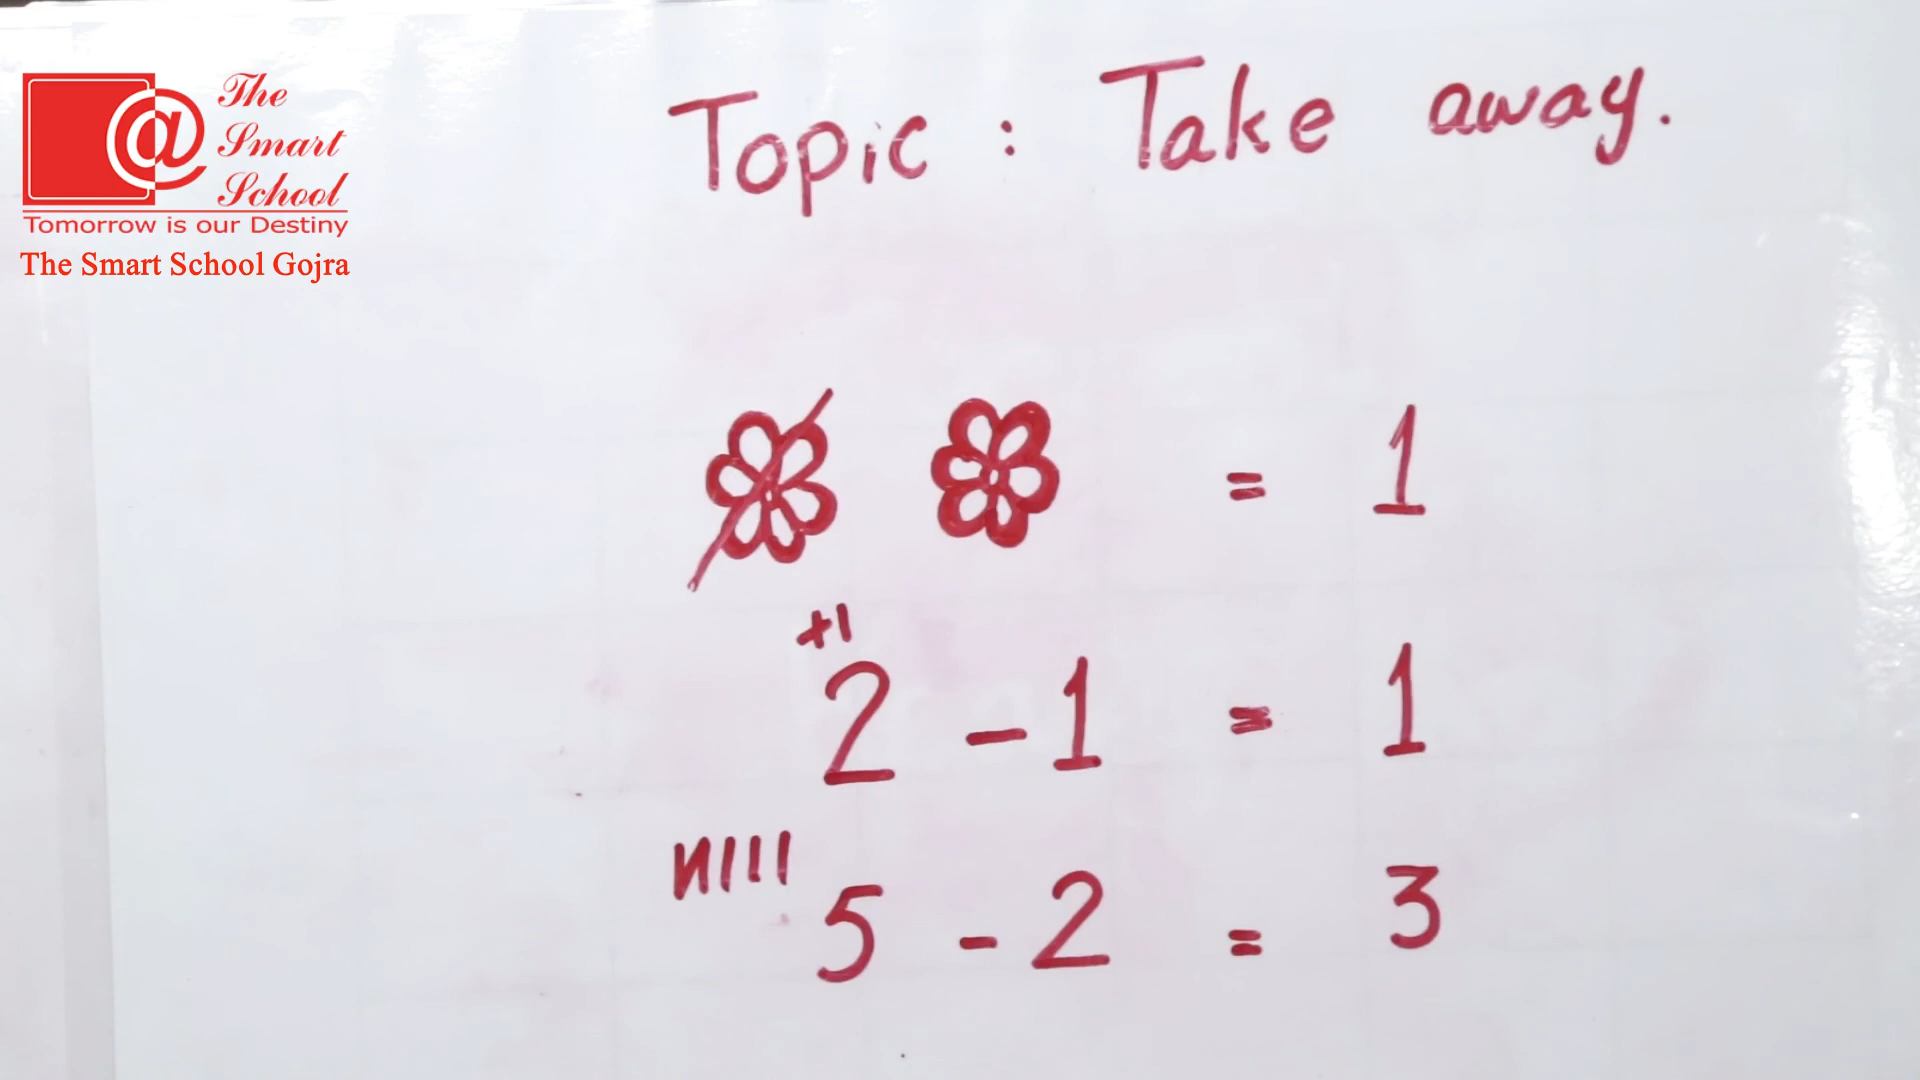 The
Smart
School
Tomorrow is our Destiny
The Smart School Gojra
Topic : Take away.
= 1
2 - 1 = 1
5 - 2 = 3